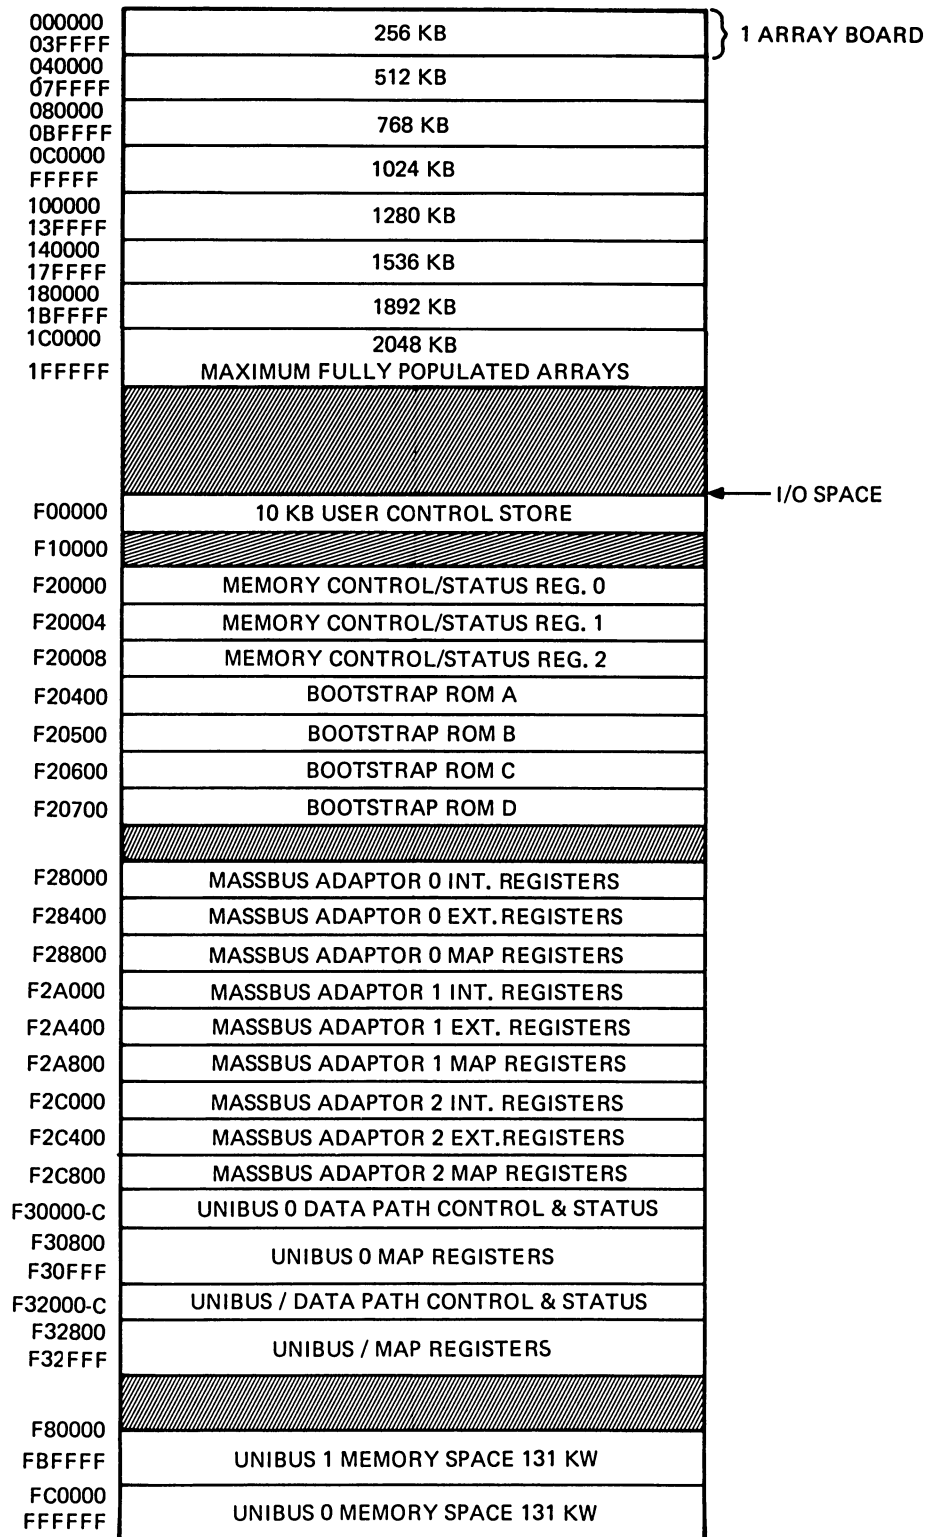 000000
03FFFF
256 KB
1 ARRAY BOARD
040000
07FFFF
512 KB
080000
0BFFFF
768 KB
0C0000
FFFFF
1024 KB
100000
13FFFF
1280 KB
140000
17FFFF
1536 KB
180000
1BFFFF
1892 KB
1C0000
1FFFFF
2048 KB
MAXIMUM FULLY POPULATED ARRAYS
I/O SPACE
F00000 10 KB USER CONTROL STORE
F10000
F20000 MEMORY CONTROL/STATUS REG. 0
F20004 MEMORY CONTROL/STATUS REG. 1
F20008 MEMORY CONTROL/STATUS REG. 2
F20400 BOOTSTRAP ROM A
F20500 BOOTSTRAP ROM B
F20600 BOOTSTRAP ROM C
F20700 BOOTSTRAP ROM D
F28000 MASSBUS ADAPTOR 0 INT. REGISTERS
F28400 MASSBUS ADAPTOR 0 EXT. REGISTERS
F28800 MASSBUS ADAPTOR 0 MAP REGISTERS
F2A000 MASSBUS ADAPTOR 1 INT. REGISTERS
F2A400 MASSBUS ADAPTOR 1 EXT. REGISTERS
F2A800 MASSBUS ADAPTOR 1 MAP REGISTERS
F2C000 MASSBUS ADAPTOR 2 INT. REGISTERS
F2C400 MASSBUS ADAPTOR 2 EXT. REGISTERS
F2C800 MASSBUS ADAPTOR 2 MAP REGISTERS
F30000-C UNIBUS 0 DATA PATH CONTROL & STATUS
F30800
F30FFF
UNIBUS 0 MAP REGISTERS
F32000-C UNIBUS / DATA PATH CONTROL & STATUS
F32800
F32FFF
UNIBUS / MAP REGISTERS
F80000
FBFFFF
UNIBUS 1 MEMORY SPACE 131 KW
FC0000
FFFFFF
UNIBUS 0 MEMORY SPACE 131 KW